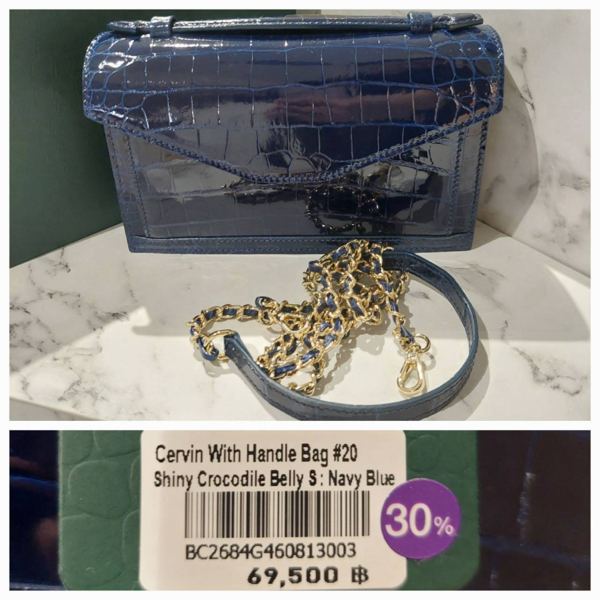 Cervin With Handle Bag #20
Shiny Crocodile Belly S : Navy Blue
30%
BC2684G460813003
69,500 ฿